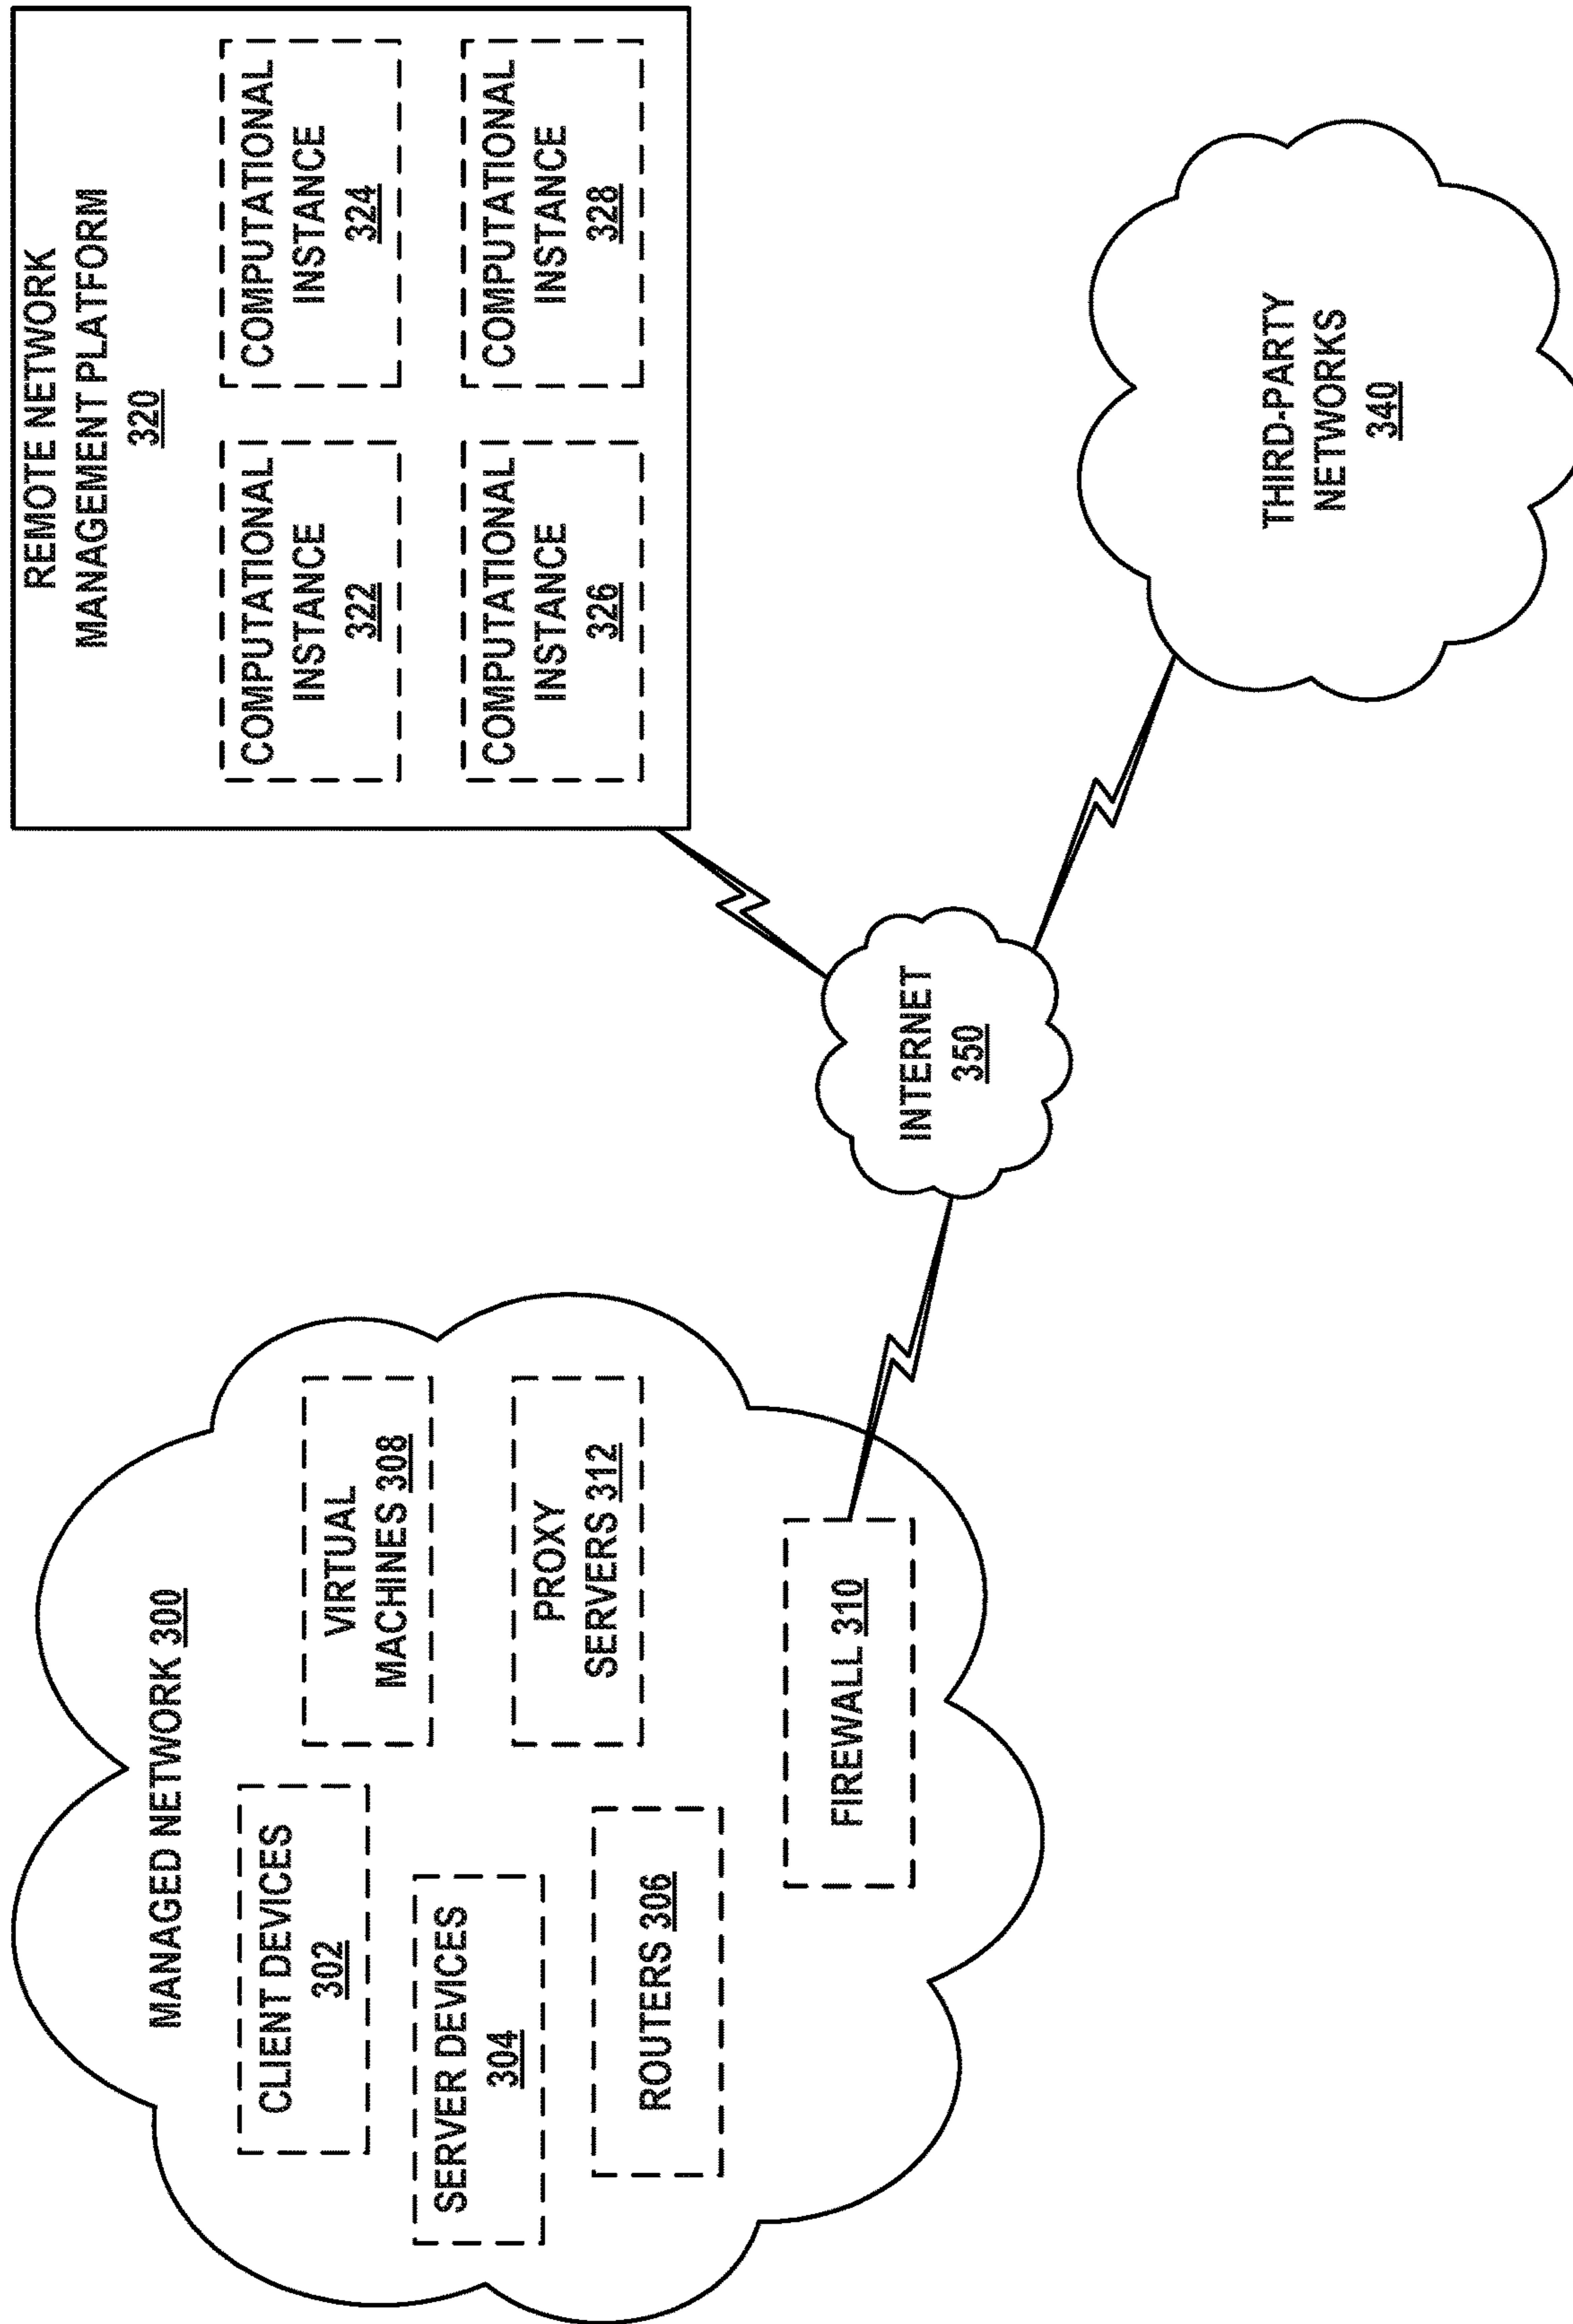 MANAGED NETWORK 300
CLIENT DEVICES
302
SERVER DEVICES
304
ROUTERS 306
VIRTUAL
MACHINES 308
PROXY
SERVERS 312
FIREWALL 310
INTERNET
350
REMOTE NETWORK
MANAGEMENT PLATFORM
320
COMPUTATIONAL
INSTANCE
322
COMPUTATIONAL
INSTANCE
324
COMPUTATIONAL
INSTANCE
326
COMPUTATIONAL
INSTANCE
328
THIRD-PARTY
NETWORKS
340